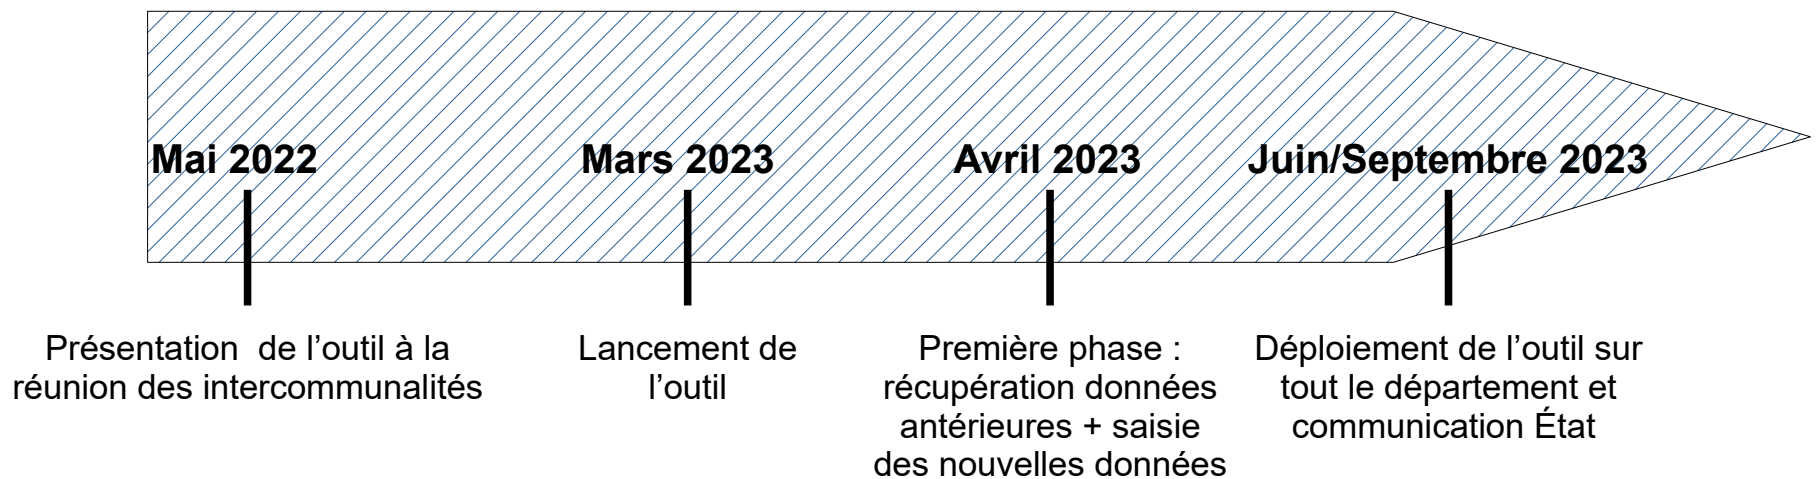 Mai 2022
Mars 2023
Avril 2023
Juin/Septembre 2023
Présentation  de l’outil à la
réunion des intercommunalités
Lancement de
l’outil
Première phase :
récupération données
antérieures + saisie
des nouvelles données
Déploiement de l’outil sur
tout le département et
communication État